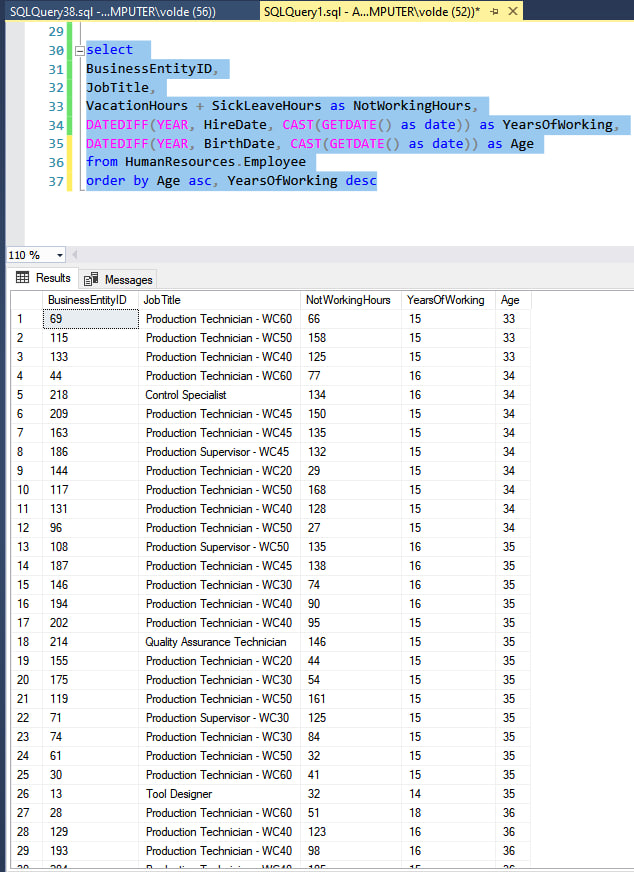 SQLQuery38.sql -...MPUTER\volde (56)) SQLQuery1.sql - A...MPUTER\volde (52))*
29
30 select
31 BusinessEntityID,
32 JobTitle,
33 VacationHours + SickLeaveHours as NotWorkingHours,
34 DATEDIFF(YEAR, HireDate, CAST(GETDATE() as date)) as YearsOfWorking,
35 DATEDIFF(YEAR, BirthDate, CAST(GETDATE() as date)) as Age
36 from HumanResources.Employee
37 order by Age asc, YearsOfWorking desc
110 %
Results Messages
BusinessEntityID JobTitle NotWorkingHours YearsOfWorking Age
1 69 Production Technician - WC60 66 15 33
2 115 Production Technician - WC50 158 15 33
3 133 Production Technician - WC40 125 15 33
4 44 Production Technician - WC60 77 16 34
5 218 Control Specialist 134 16 34
6 209 Production Technician - WC45 150 15 34
7 163 Production Technician - WC45 135 15 34
8 186 Production Supervisor - WC45 132 15 34
9 144 Production Technician - WC20 29 15 34
10 117 Production Technician - WC50 168 15 34
11 131 Production Technician - WC40 128 15 34
12 96 Production Technician - WC50 27 15 34
13 108 Production Supervisor - WC50 135 16 35
14 187 Production Technician - WC45 138 16 35
15 146 Production Technician - WC30 74 16 35
16 194 Production Technician - WC40 90 16 35
17 202 Production Technician - WC40 95 15 35
18 214 Quality Assurance Technician 146 15 35
19 155 Production Technician - WC20 44 15 35
20 175 Production Technician - WC30 54 15 35
21 119 Production Technician - WC50 161 15 35
22 71 Production Supervisor - WC30 125 15 35
23 74 Production Technician - WC30 84 15 35
24 61 Production Technician - WC50 32 15 35
25 30 Production Technician - WC60 41 15 35
26 13 Tool Designer 32 14 35
27 28 Production Technician - WC60 51 18 36
28 129 Production Technician - WC40 123 16 36
29 193 Production Technician - WC40 98 16 36